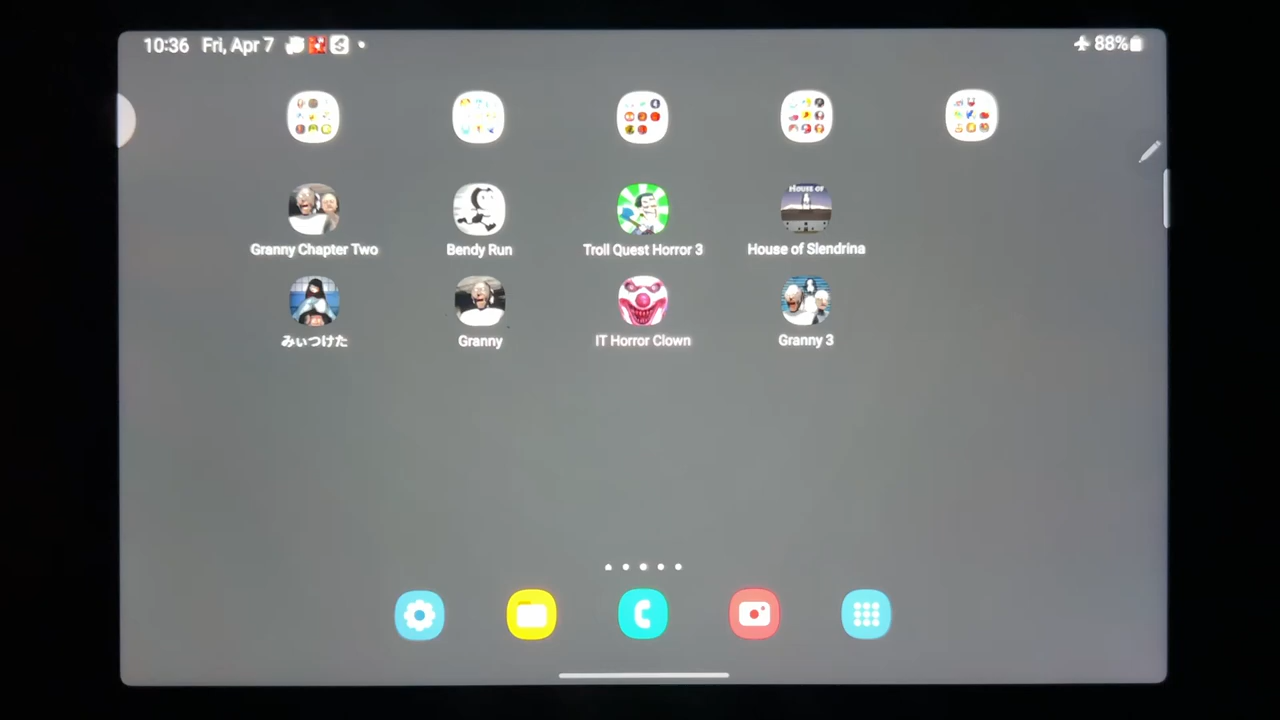 10:36 Fri, Apr 7 88%
Granny Chapter Two Bendy Run Troll Quest Horror 3 House of Slendrina
みぃつけた Granny IT Horror Clown Granny 3
HOUSE OF